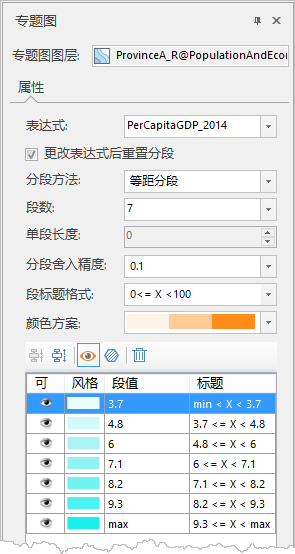 专题图
专题图图层: ProvinceA_R@PopulationAndEcon
属性
表达式: PerCapitaGDP_2014
更改表达式后重置分段
分段方法: 等距分段
段数: 7
单段长度: 0
分段舍入精度: 0.1
段标题格式: 0<= X <100
颜色方案:
可 风格 段值 标题
3.7 min < X < 3.7
4.8 3.7 <= X < 4.8
6 4.8 <= X < 6
7.1 6 <= X < 7.1
8.2 7.1 <= X < 8.2
9.3 8.2 <= X < 9.3
max 9.3 <= X < max